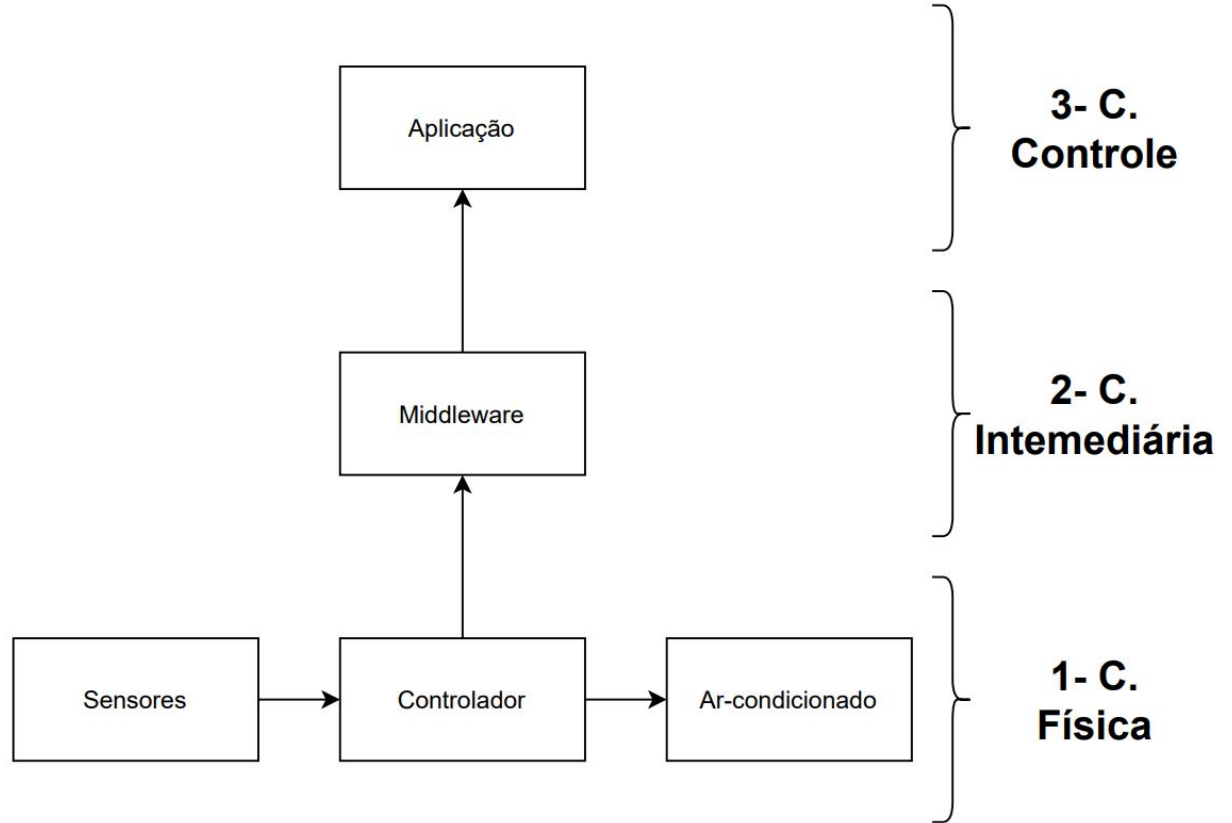 Aplicação
3- C.
Controle
Middleware
2- C.
Intemediária
Sensores
Controlador
Ar-condicionado
1- C.
Física